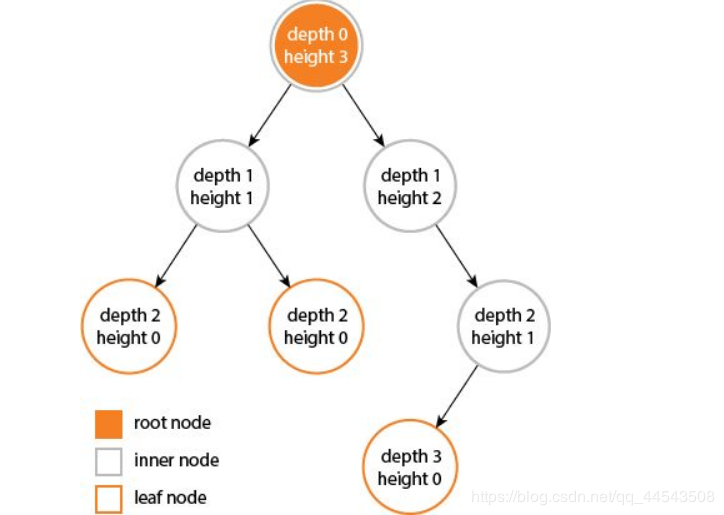 depth 0
height 3
depth 1
height 1
depth 1
height 2
depth 2
height 0
depth 2
height 0
depth 2
height 1
depth 3
height 0
root node
inner node
leaf node
https://blog.csdn.net/qq_44543508